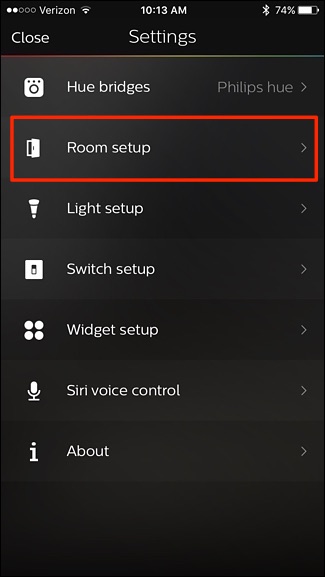 Verizon 10:13 AM 74%
Close Settings
Hue bridges Philips hue
Room setup
Light setup
Switch setup
Widget setup
Siri voice control
About